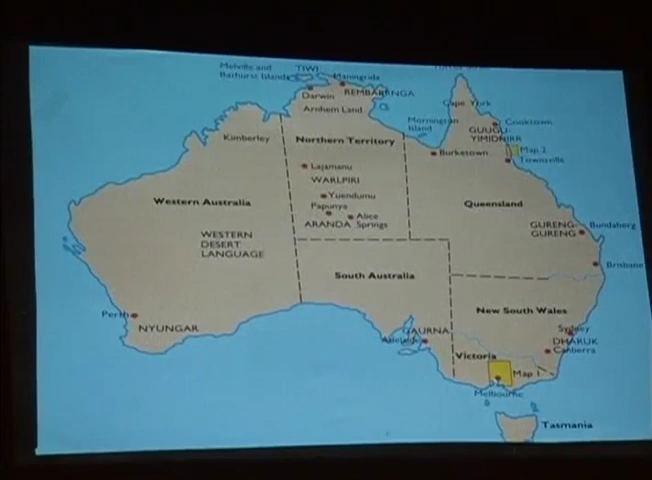 Melville and
Bathurst Islands
TIWI
Maningrida
Darwin
REMBARRNGA
Arnhem Land
Cape York
Mornington
Island
Cooktown
GUUGU
YIMIDHIRR
Map 2
Townsville
Kimberley
Northern Territory
Burketown
Lajamanu
WARLPIRI
Yuendumu
Papunya
Alice
Springs
ARANDA
Western Australia
WESTERN
DESERT
LANGUAGE
Queensland
GURENG-
GURENG
Bundaberg
Brisbane
South Australia
New South Wales
Perth
NYUNGAR
GAURNA
Adelaide
Sydney
DHARUK
Canberra
Victoria
Map 1
Melbourne
Tasmania